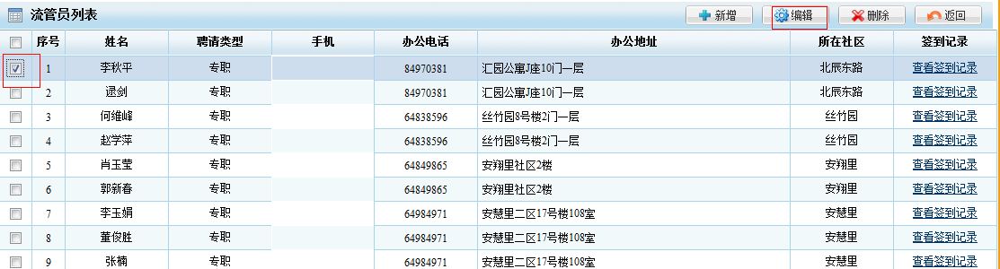 流管员列表 新增 编辑 删除 返回
序号 姓名 聘请类型 手机 办公电话 办公地址 所在社区 签到记录
1 李秋平 专职 84970381 汇园公寓J座10门一层 北辰东路 查看签到记录
2 逯剑 专职 84970381 汇园公寓J座10门一层 北辰东路 查看签到记录
3 何维峰 专职 64838596 丝竹园8号楼2门一层 丝竹园 查看签到记录
4 赵学萍 专职 64838596 丝竹园8号楼2门一层 丝竹园 查看签到记录
5 肖玉莹 专职 64849865 安翔里社区2楼 安翔里 查看签到记录
6 郭新春 专职 64849865 安翔里社区2楼 安翔里 查看签到记录
7 李玉娟 专职 64984971 安慧里二区17号楼108室 安慧里 查看签到记录
8 董俊胜 专职 64984971 安慧里二区17号楼108室 安慧里 查看签到记录
9 张楠 专职 64984971 安慧里二区17号楼108室 安慧里 查看签到记录